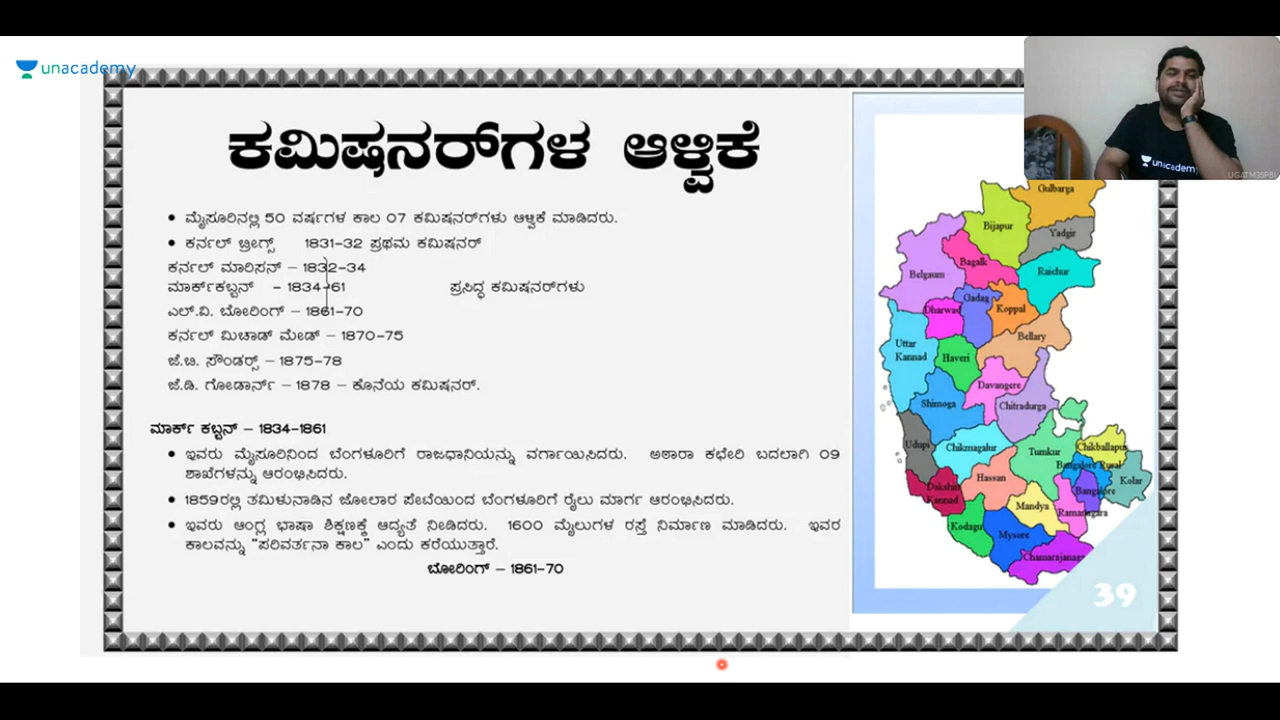 unacademy
ಕಮಿಷನರ್‌ಗಳ ಆಳ್ವಿಕೆ
• ಮೈಸೂರಿನಲ್ಲಿ 50 ವರ್ಷಗಳ ಕಾಲ 07 ಕಮಿಷನರ್‌ಗಳು ಆಳ್ವಿಕೆ ಮಾಡಿದರು.
• ಕರ್ನಲ್ ಬ್ರೀಗ್ಸ್ 1831-32 ಪ್ರಥಮ ಕಮಿಷನರ್
ಕರ್ನಲ್ ಮಾರಿಸನ್ – 1832-34
ಮಾರ್ಕ್‌ಕಬ್ಬನ್ – 1834-61 ಪ್ರಸಿದ್ಧ ಕಮಿಷನರ್‌ಗಳು
ಎಲ್.ವಿ. ಬೋರಿಂಗ್ – 1861-70
ಕರ್ನಲ್ ಮಿಚಾಡ್ ಮೇಡ್ – 1870-75
ಜೆ.ಬಿ. ಸೌಂಡರ್ಸ್ – 1875-78
ಜೆ.ಡಿ. ಗೋರ್ಡಾನ್ – 1878 – ಕೊನೆಯ ಕಮಿಷನರ್.
ಮಾರ್ಕ್ ಕಬ್ಬನ್ – 1834-1861
• ಇವರು ಮೈಸೂರಿನಿಂದ ಬೆಂಗಳೂರಿಗೆ ರಾಜಧಾನಿಯನ್ನು ವರ್ಗಾಯಿಸಿದರು. ಅಠಾರಾ ಕಛೇರಿ ಬದಲಾಗಿ 09
ಶಾಖೆಗಳನ್ನು ಆರಂಭಿಸಿದರು.
• 1859ರಲ್ಲಿ ತಮಿಳುನಾಡಿನ ಜೋಲಾರ ಪೇಟೆಯಿಂದ ಬೆಂಗಳೂರಿಗೆ ರೈಲು ಮಾರ್ಗ ಆರಂಭಿಸಿದರು.
• ಇವರು ಆಂಗ್ಲ ಭಾಷಾ ಶಿಕ್ಷಣಕ್ಕೆ ಆದ್ಯತೆ ನೀಡಿದರು. 1600 ಮೈಲುಗಳ ರಸ್ತೆ ನಿರ್ಮಾಣ ಮಾಡಿದರು. ಇವರ
ಕಾಲವನ್ನು "ಪರಿವರ್ತನಾ ಕಾಲ" ಎಂದು ಕರೆಯುತ್ತಾರೆ.
ಬೋರಿಂಗ್ – 1861-70
unacademy
Gulbarga
Bijapur
Yadgir
Bagalk
Belgaum
Raichur
Gadag
Dharwad
Koppal
Bellary
Uttar
Kannad
Haveri
Davangere
Shimoga
Chitradurga
Udupi
Chikmagalur
Tumkur
Chikballapur
Bangalore Rural
Hassan
Kolar
Dakshin
Kannad
Bangalore
Mandya
Ramanagara
Kodagu
Mysore
Chamarajanaga
39